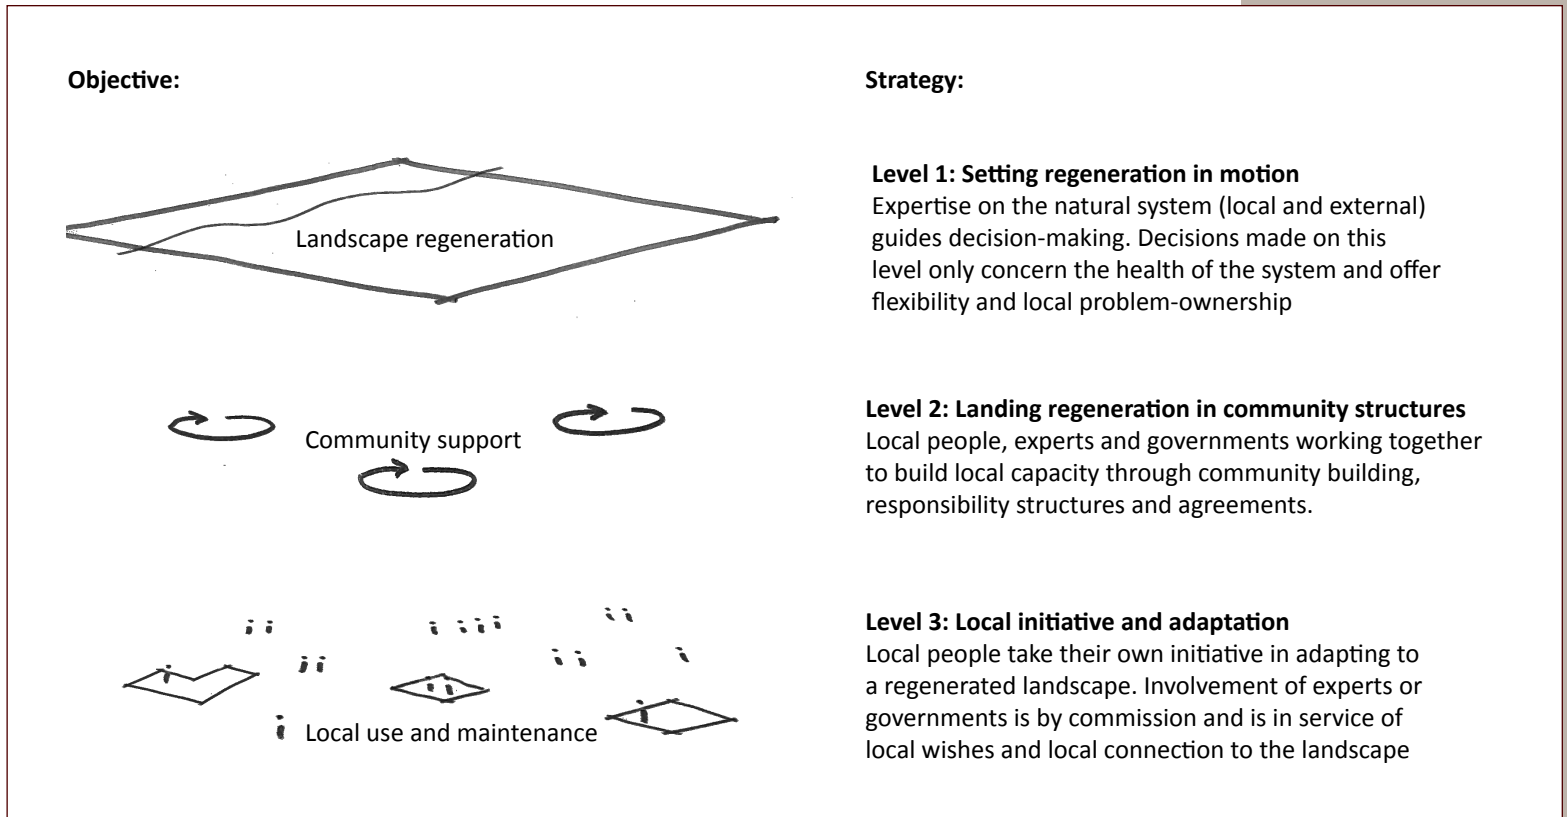 Objective:
Strategy:
Landscape regeneration
Level 1: Setting regeneration in motion
Expertise on the natural system (local and external)
guides decision-making. Decisions made on this
level only concern the health of the system and offer
flexibility and local problem-ownership
Community support
Level 2: Landing regeneration in community structures
Local people, experts and governments working together
to build local capacity through community building,
responsibility structures and agreements.
Local use and maintenance
Level 3: Local initiative and adaptation
Local people take their own initiative in adapting to
a regenerated landscape. Involvement of experts or
governments is by commission and is in service of
local wishes and local connection to the landscape